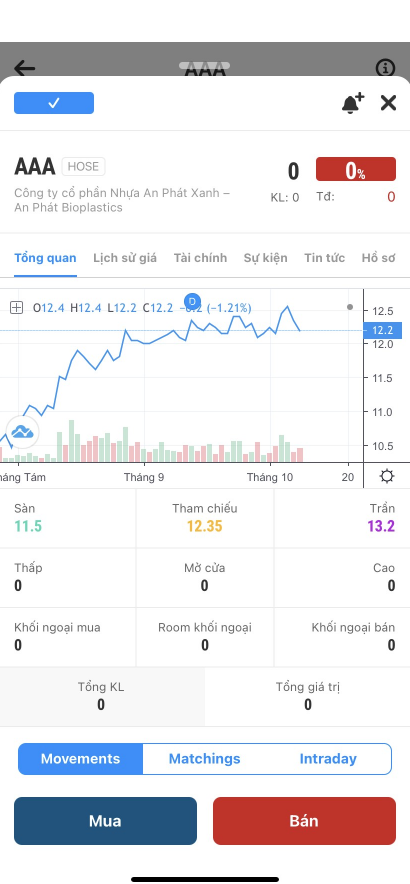 AAA
AAA HOSE
0 0%
Công ty cổ phần Nhựa An Phát Xanh –
An Phát Bioplastics
KL: 0 Tđ: 0
Tổng quan Lịch sử giá Tài chính Sự kiện Tin tức Hồ sơ
O12.4 H12.4 L12.2 C12.2 −0.2 (−1.21%)
D
12.5
12.2
12.0
11.5
11.0
10.5
háng Tám Tháng 9 Tháng 10 20
Sàn Tham chiếu Trần
11.5 12.35 13.2
Thấp Mở cửa Cao
0 0 0
Khối ngoại mua Room khối ngoại Khối ngoại bán
0 0 0
Tổng KL Tổng giá trị
0 0
Movements Matchings Intraday
Mua Bán